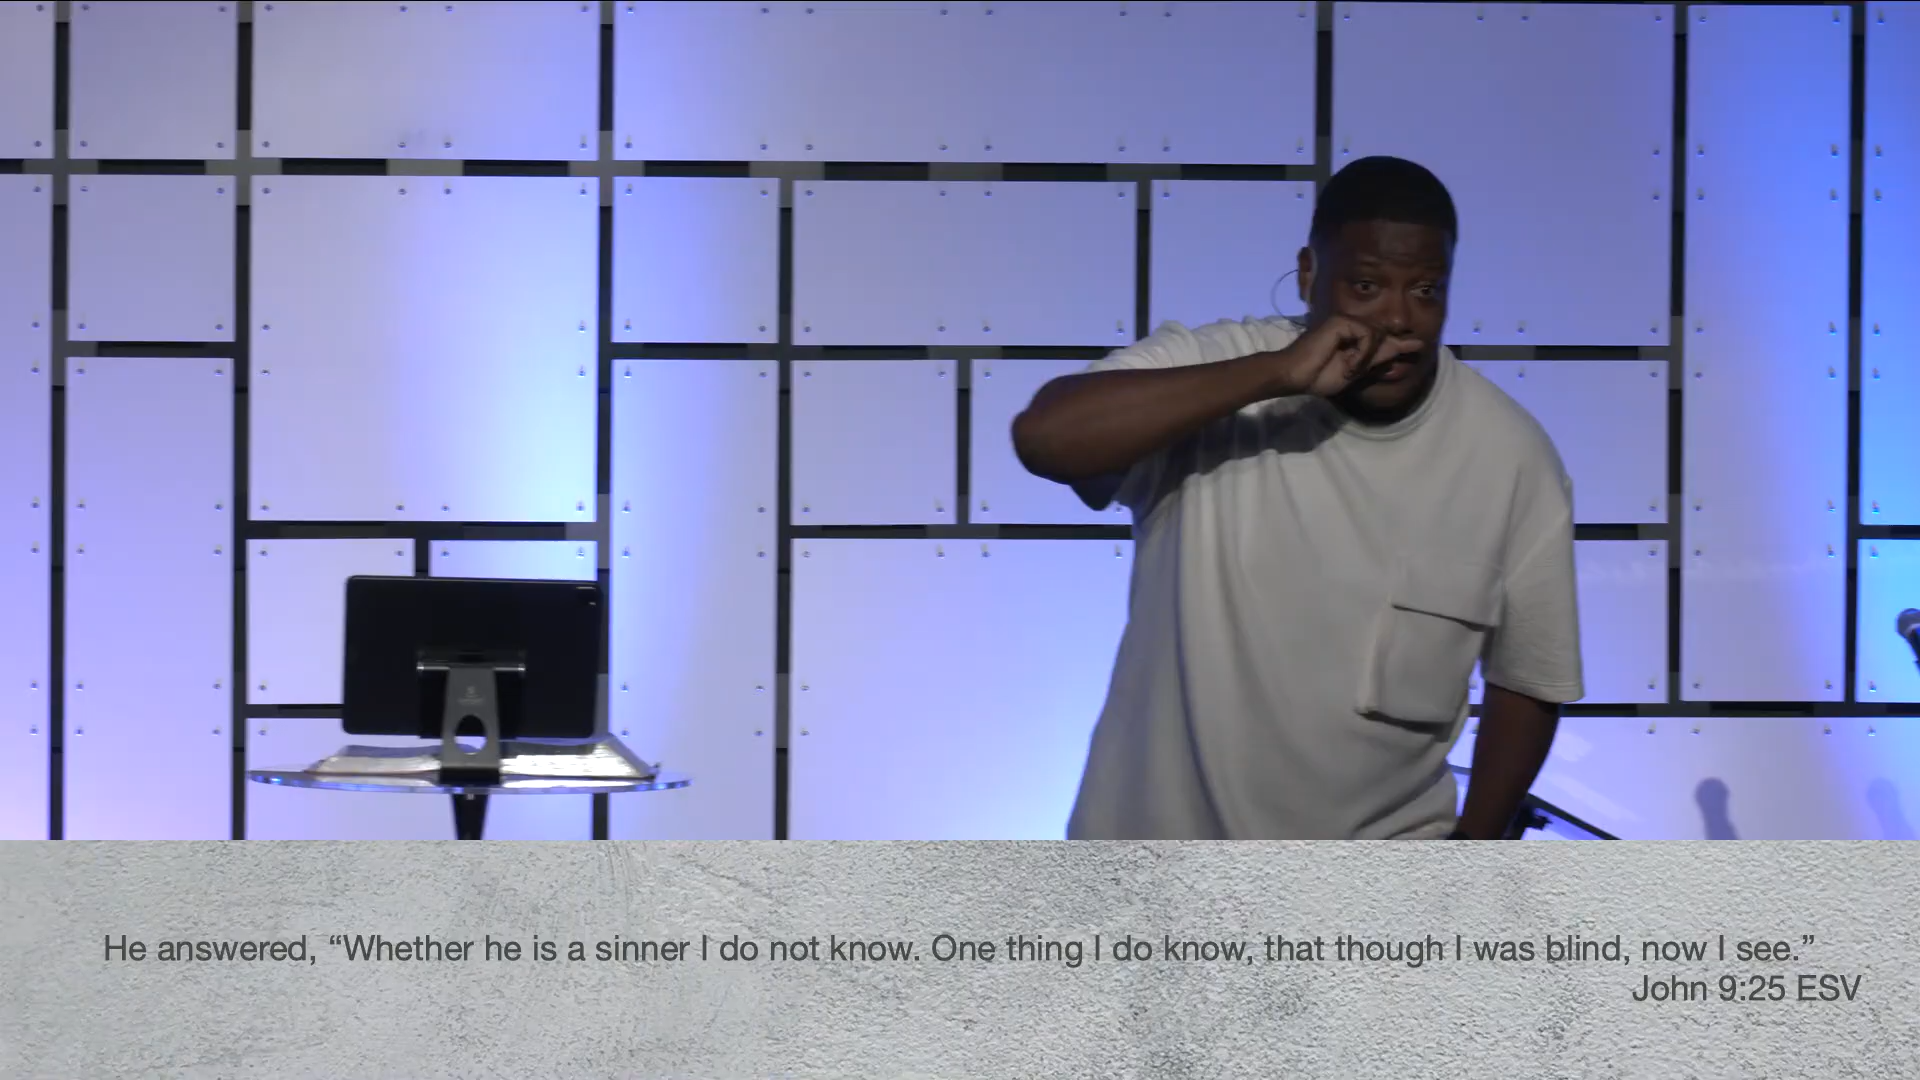 He answered, “Whether he is a sinner I do not know. One thing I do know, that though I was blind, now I see.”
John 9:25 ESV